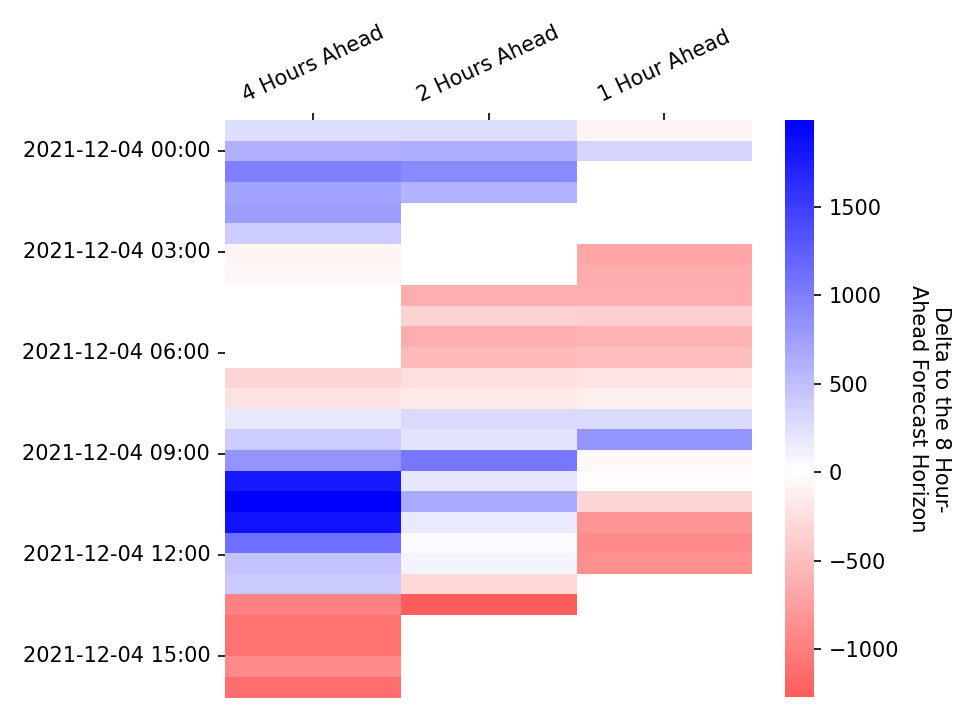 4 Hours Ahead
2 Hours Ahead
1 Hour Ahead
2021-12-04 00:00
2021-12-04 03:00
2021-12-04 06:00
2021-12-04 09:00
2021-12-04 12:00
2021-12-04 15:00
1500
1000
500
0
−500
−1000
Delta to the 8 Hour-
Ahead Forecast Horizon